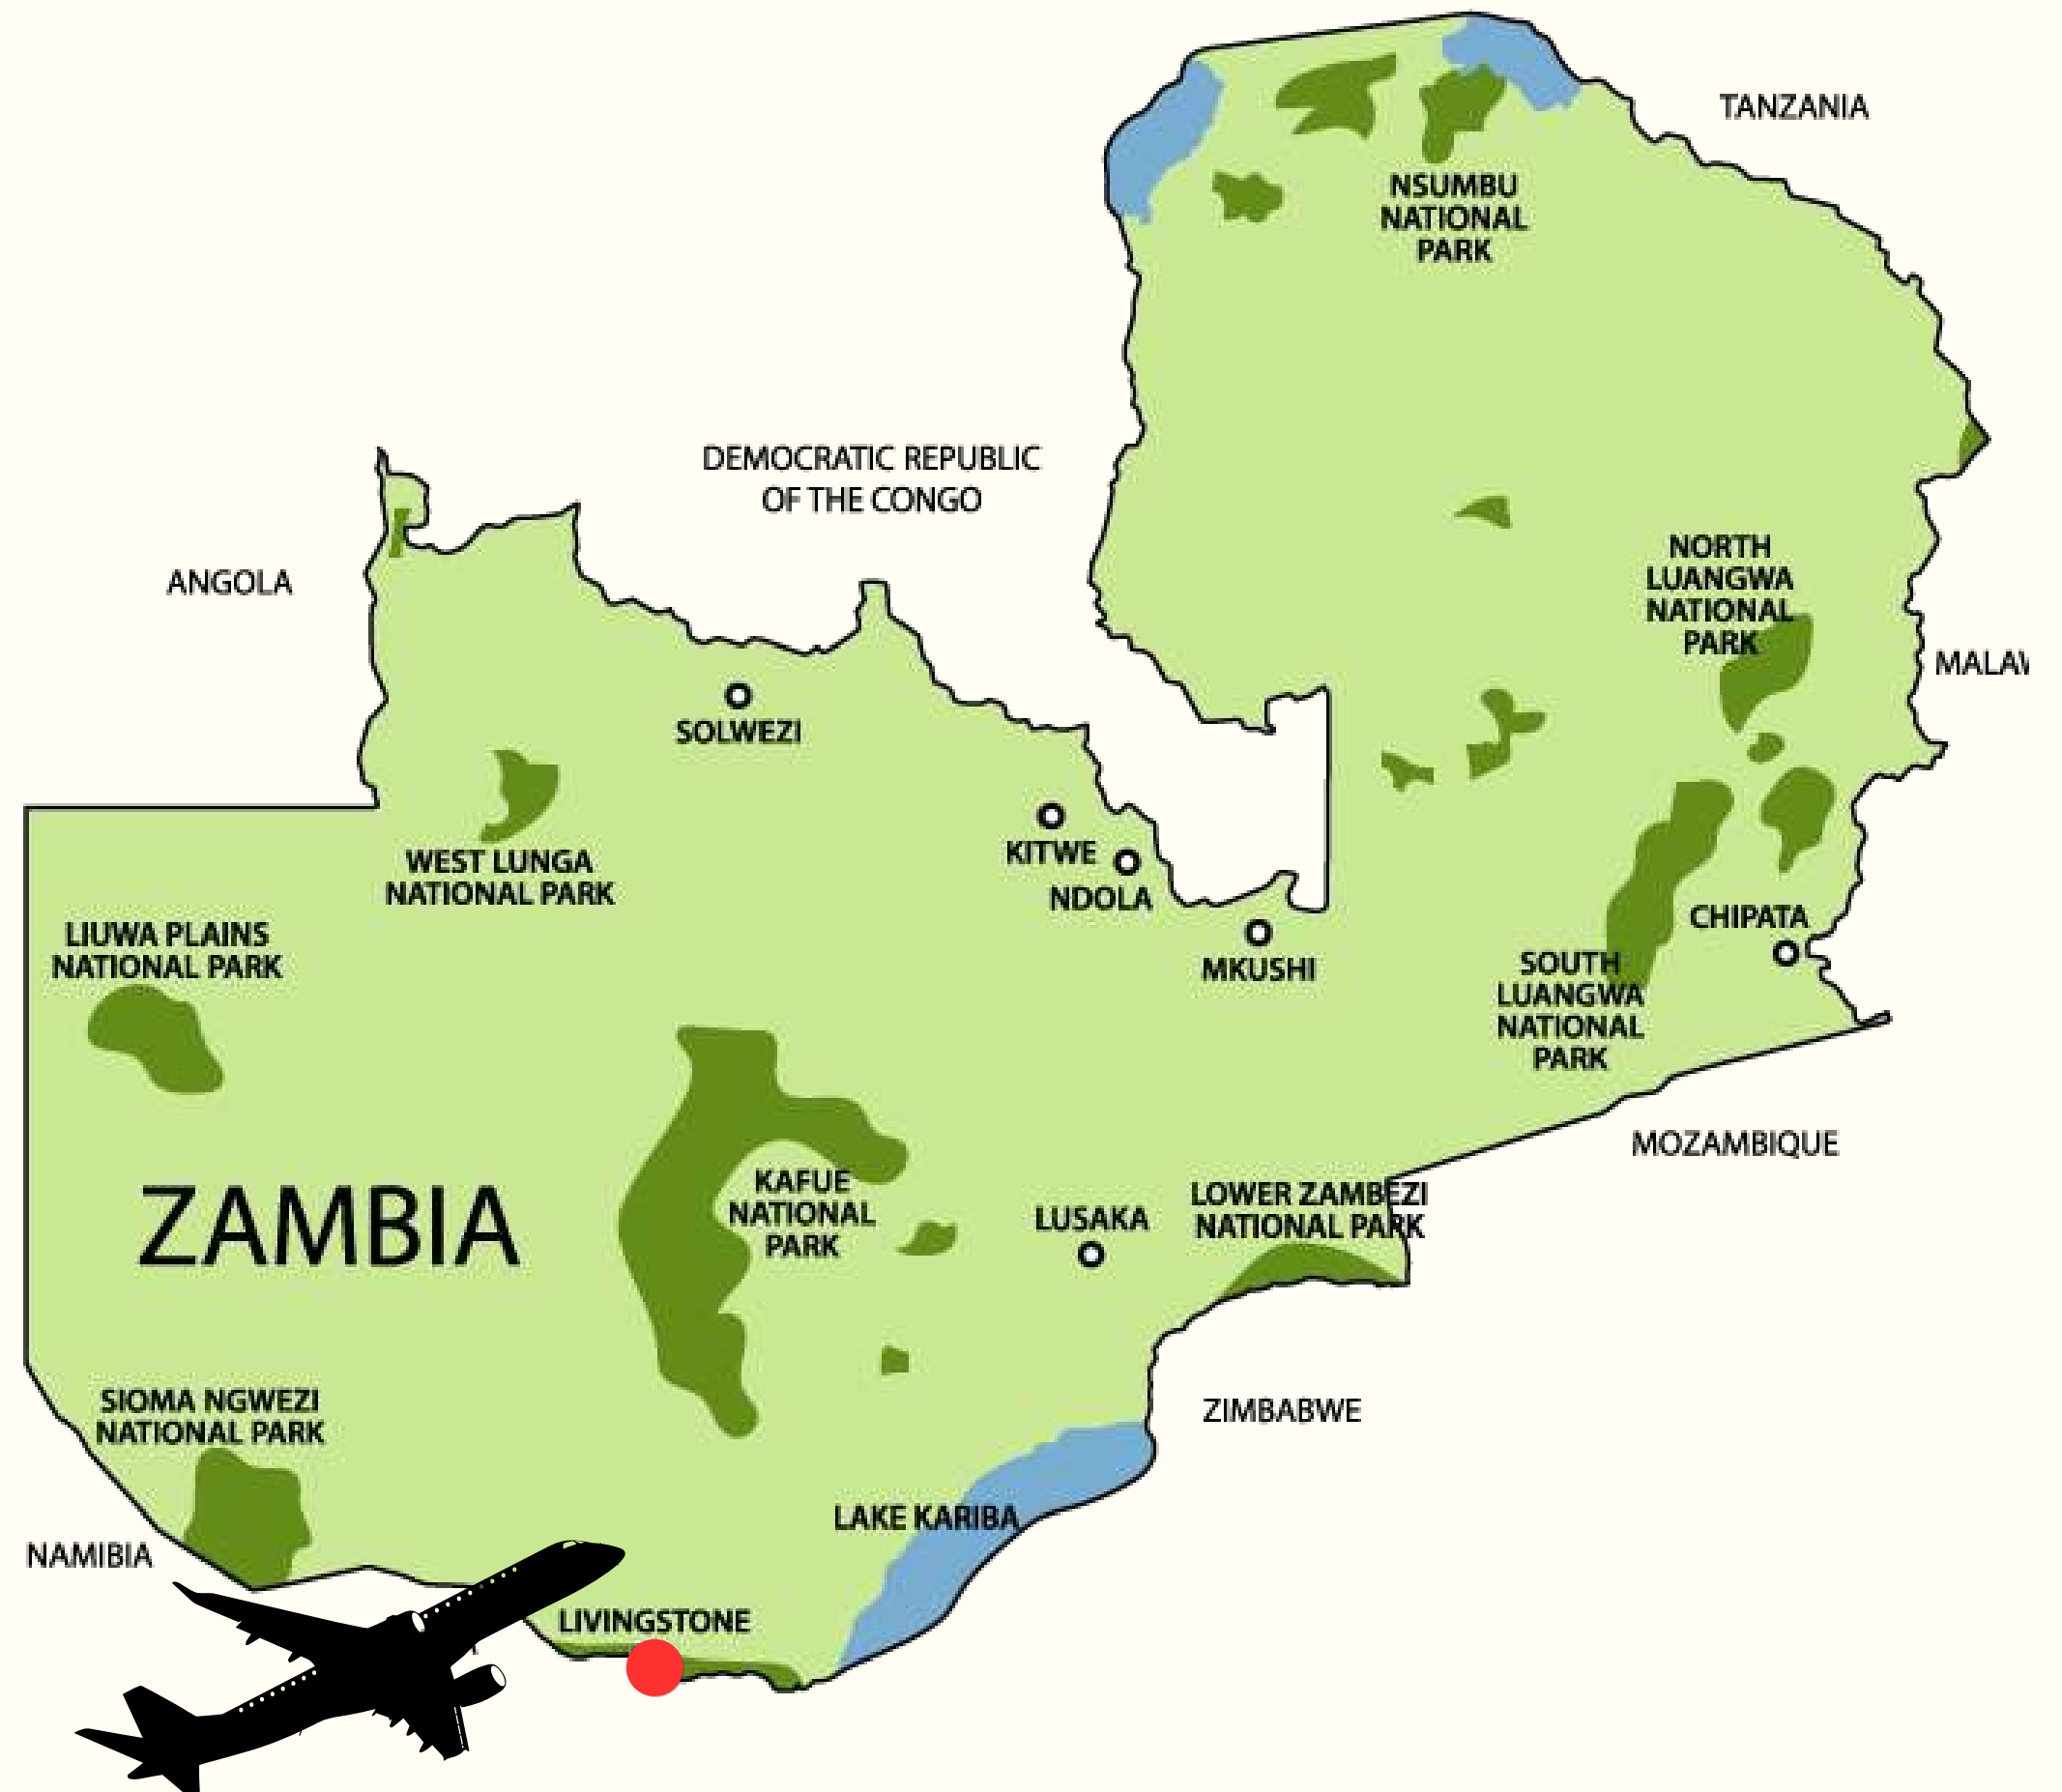 TANZANIA
NSUMBU
NATIONAL
PARK
DEMOCRATIC REPUBLIC
OF THE CONGO
ANGOLA
NORTH
LUANGWA
NATIONAL
PARK
SOLWEZI
KITWE
NDOLA
MKUSHI
WEST LUNGA
NATIONAL PARK
LIUWA PLAINS
NATIONAL PARK
CHIPATA
SOUTH
LUANGWA
NATIONAL
PARK
MOZAMBIQUE
ZAMBIA
KAFUE
NATIONAL
PARK
LUSAKA
LOWER ZAMBEZI
NATIONAL PARK
SIOMA NGWEZI
NATIONAL PARK
ZIMBABWE
LAKE KARIBA
NAMIBIA
LIVINGSTONE